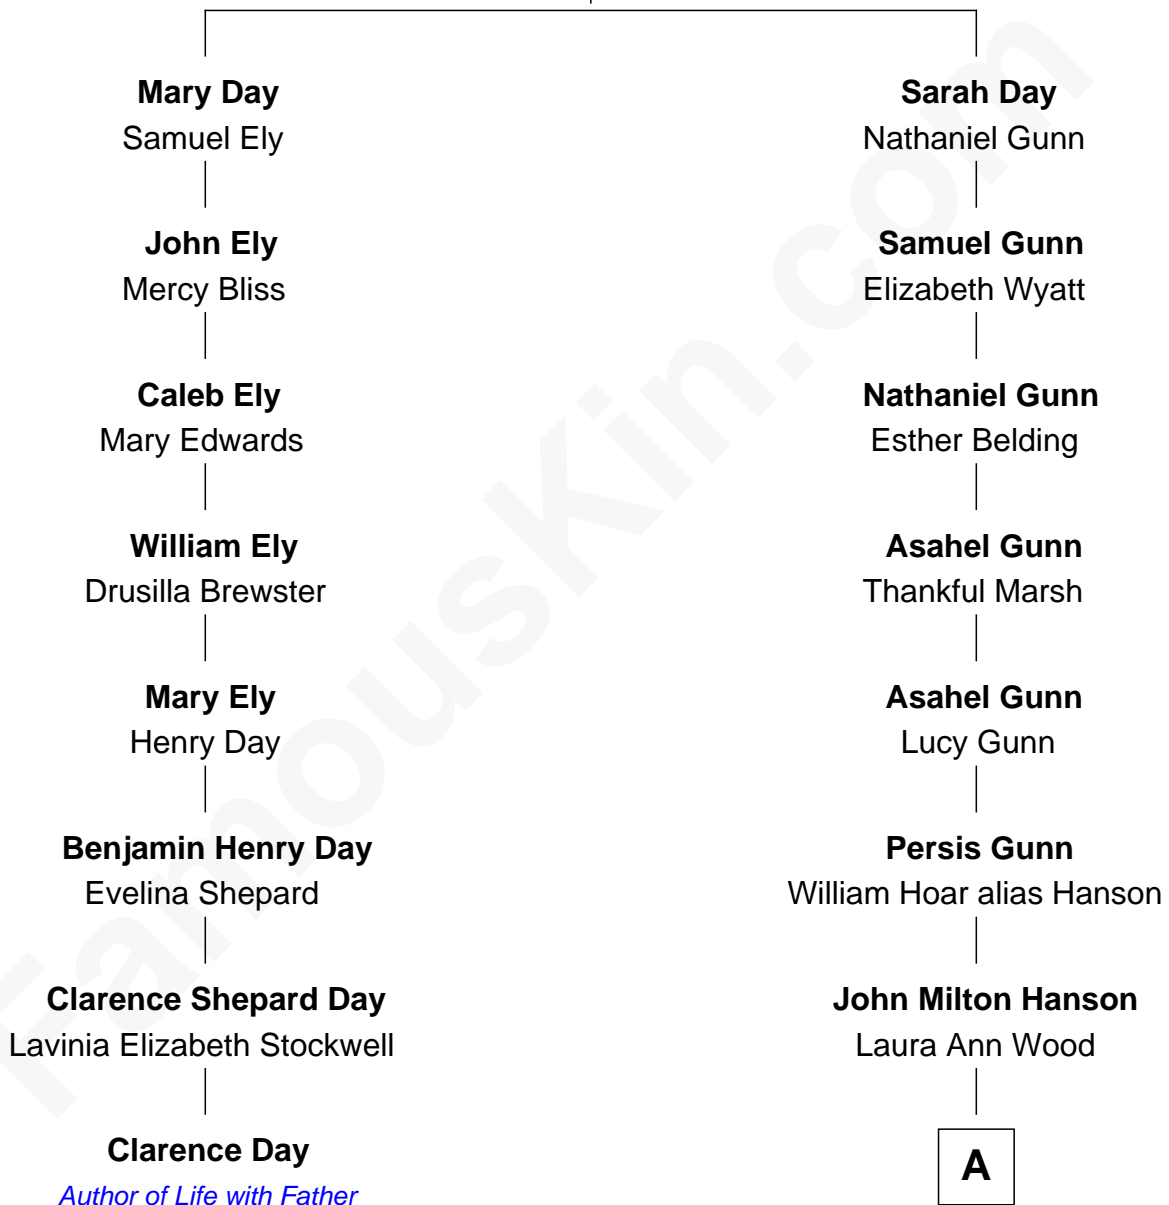 Mary Day
Samuel Ely
John Ely
Mercy Bliss
Caleb Ely
Mary Edwards
William Ely
Drusilla Brewster
Mary Ely
Henry Day
Benjamin Henry Day
Evelina Shepard
Clarence Shepard Day
Lavinia Elizabeth Stockwell
Clarence Day
Author of Life with Father
Sarah Day
Nathaniel Gunn
Samuel Gunn
Elizabeth Wyatt
Nathaniel Gunn
Esther Belding
Asahel Gunn
Thankful Marsh
Asahel Gunn
Lucy Gunn
Persis Gunn
William Hoar alias Hanson
John Milton Hanson
Laura Ann Wood
A
FamousKin.com